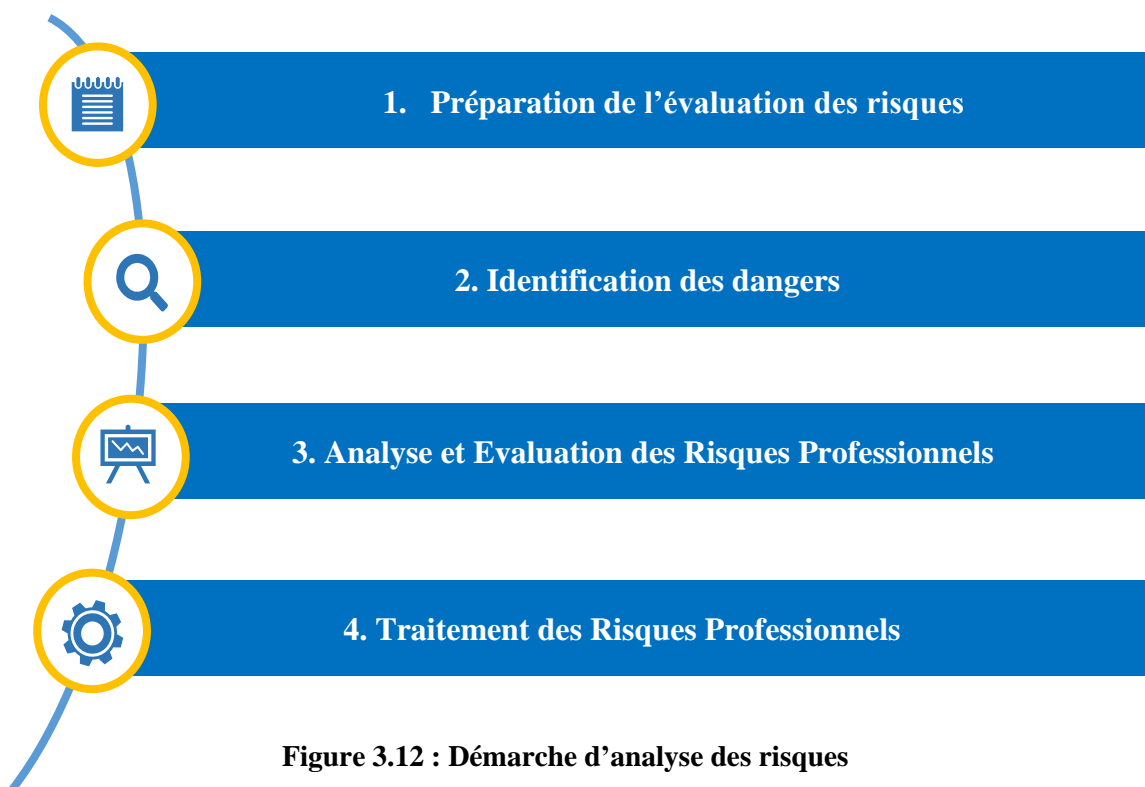 1. Préparation de l’évaluation des risques
2. Identification des dangers
3. Analyse et Evaluation des Risques Professionnels
4. Traitement des Risques Professionnels
Figure 3.12 : Démarche d’analyse des risques